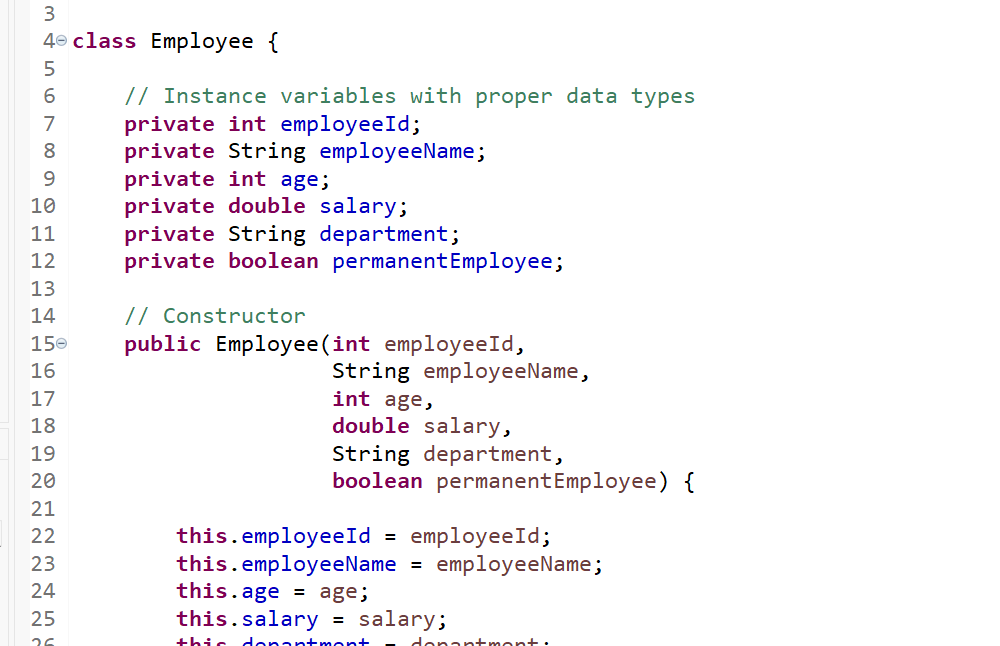 3
4 class Employee {
5
6 // Instance variables with proper data types
7 private int employeeId;
8 private String employeeName;
9 private int age;
10 private double salary;
11 private String department;
12 private boolean permanentEmployee;
13
14 // Constructor
15 public Employee(int employeeId,
16 String employeeName,
17 int age,
18 double salary,
19 String department,
20 boolean permanentEmployee) {
21
22 this.employeeId = employeeId;
23 this.employeeName = employeeName;
24 this.age = age;
25 this.salary = salary;
26 this.department = department;